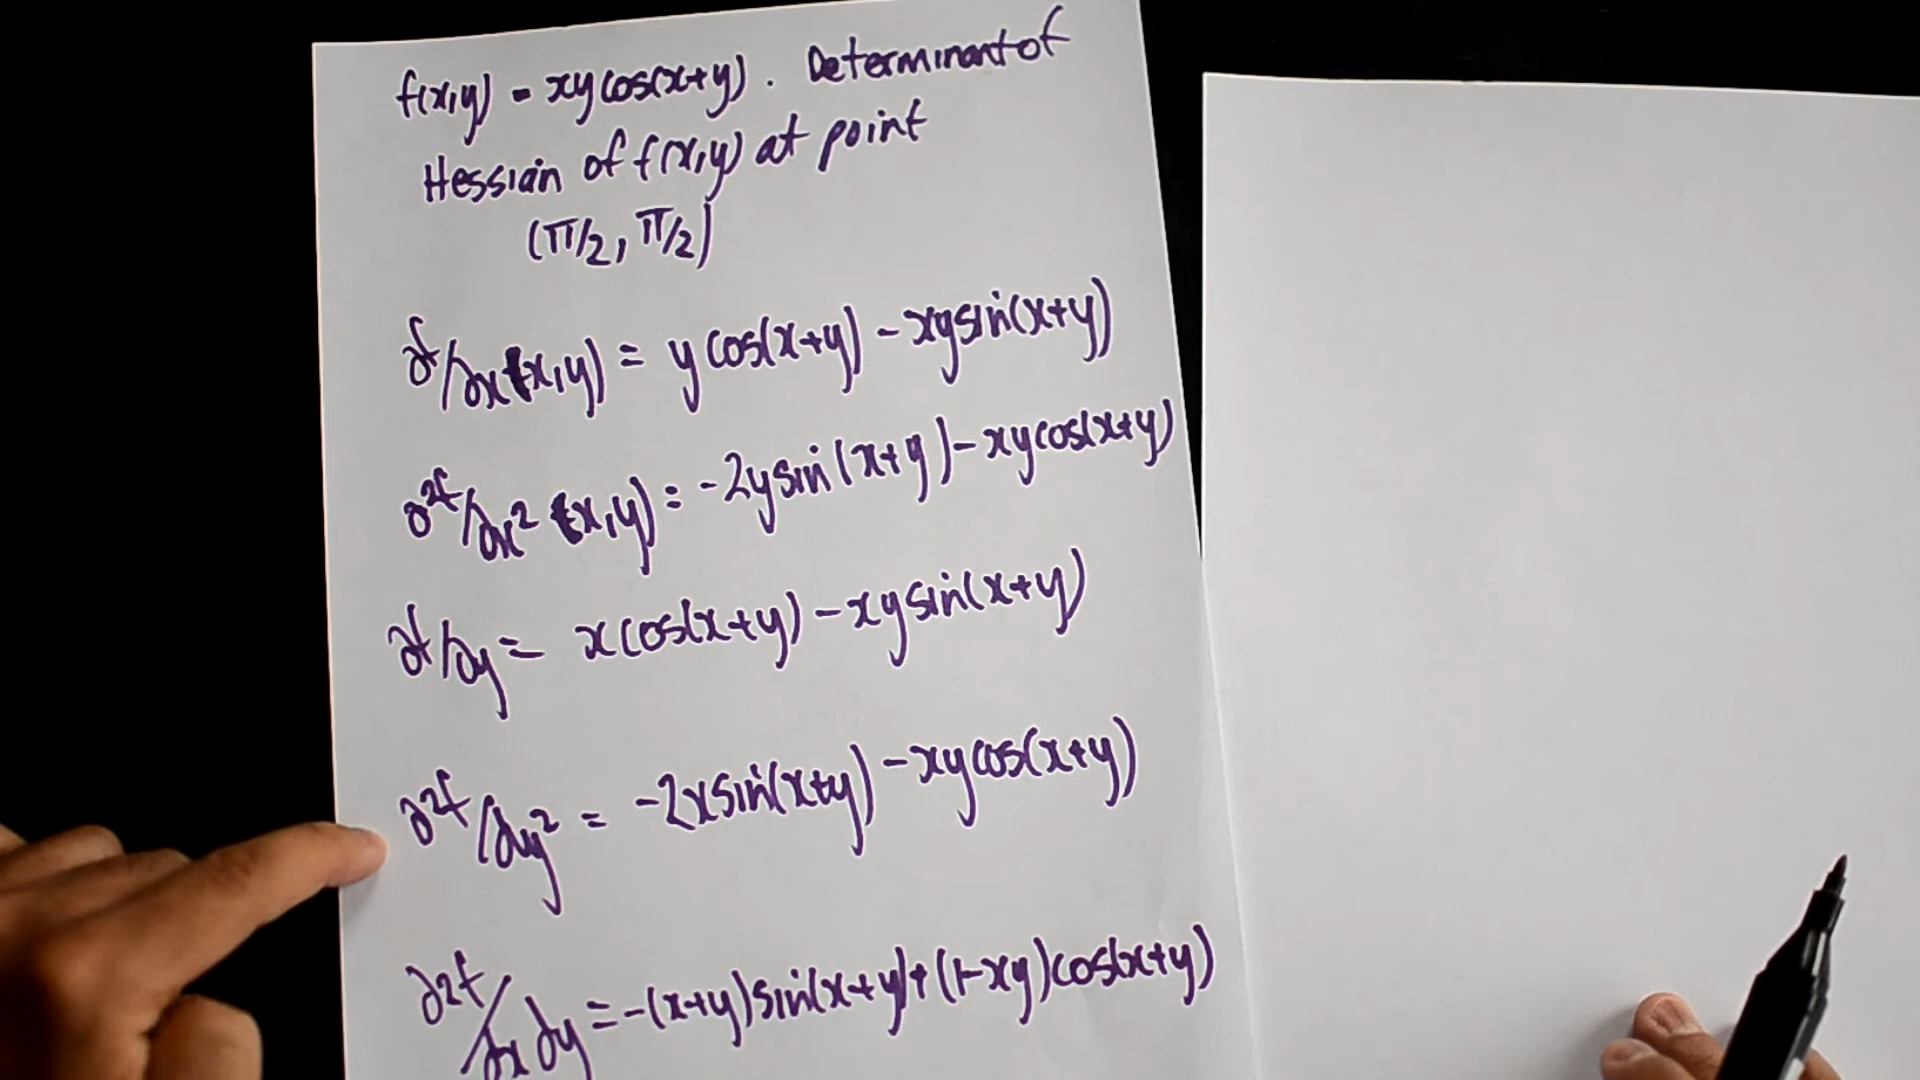 f(x,y) = xy cos(x+y). Determinant of
Hessian of f(x,y) at point
(π/2, π/2)
∂f/∂x (x,y) = y cos(x+y) - xy sin(x+y)
∂2f/∂x² (x,y) = -2y sin(x+y) - xy cos(x+y)
∂f/∂y = x cos(x+y) - xy sin(x+y)
∂2f/∂y² = -2x sin(x+y) - xy cos(x+y)
∂2f/∂x∂y = -(x+y) sin(x+y) + (1-xy) cos(x+y)